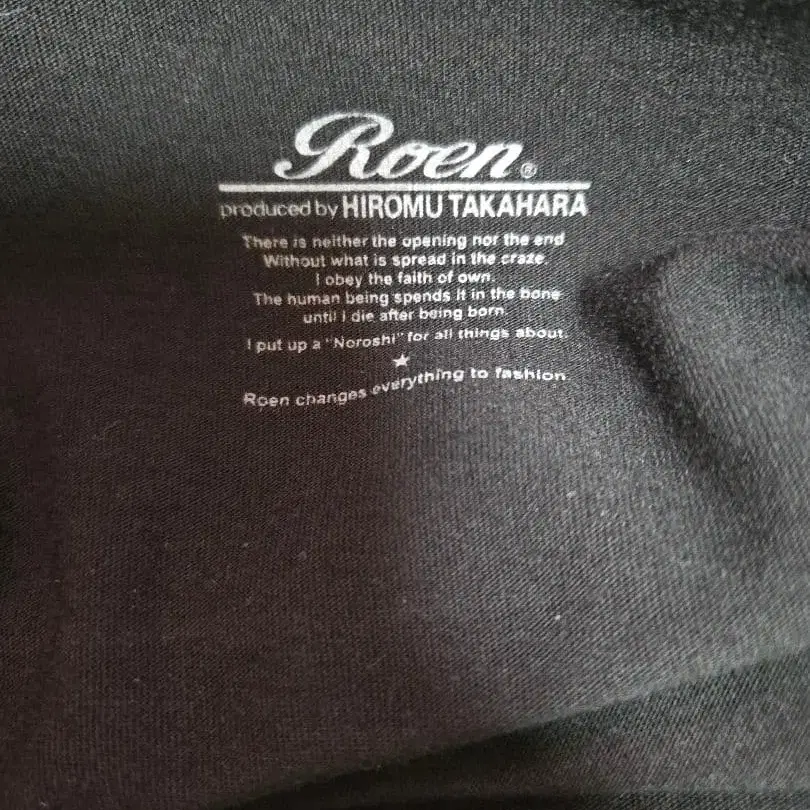 Roen®
produced by HIROMU TAKAHARA
There is neither the opening nor the end
Without what is spread in the craze.
I obey the faith of own.
The human being spends it in the bone
until I die after being born.
I put up a "Noroshi" for all things about.
Roen changes everything to fashion